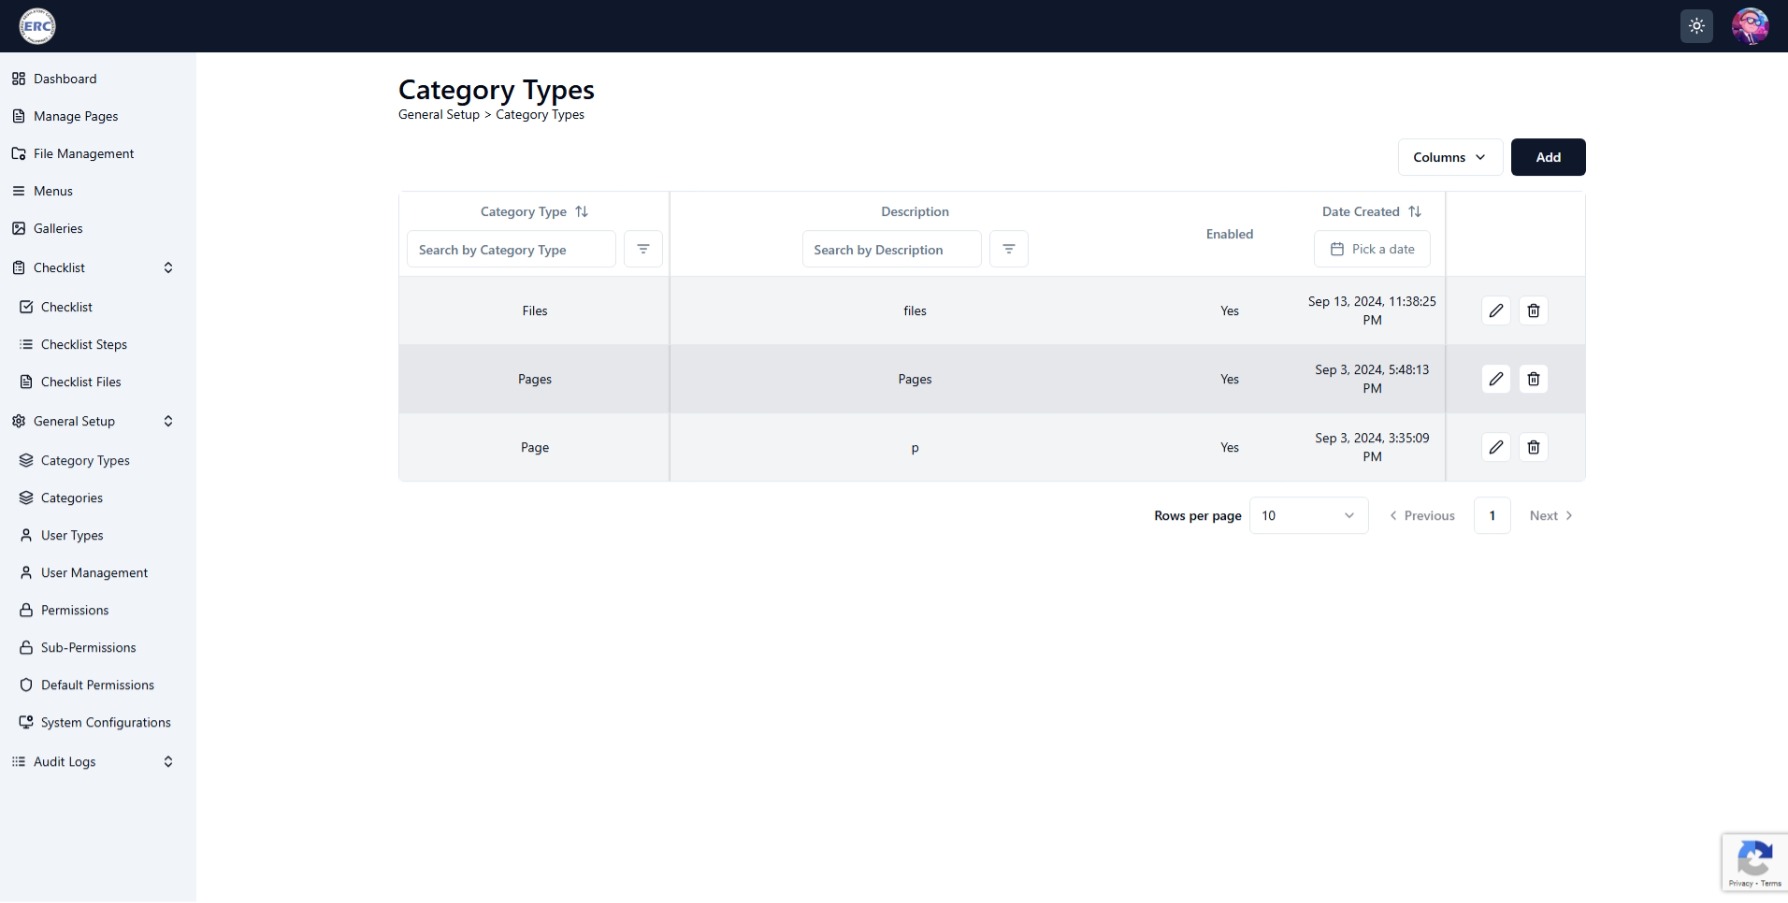 ERC
Dashboard
Manage Pages
File Management
Menus
Galleries
Checklist
Checklist
Checklist Steps
Checklist Files
General Setup
Category Types
Categories
User Types
User Management
Permissions
Sub-Permissions
Default Permissions
System Configurations
Audit Logs
Category Types
General Setup > Category Types
Columns
Add
Category Type
Description
Enabled
Date Created
Search by Category Type
Search by Description
Pick a date
Files
files
Yes
Sep 13, 2024, 11:38:25
PM
Pages
Pages
Yes
Sep 3, 2024, 5:48:13
PM
Page
p
Yes
Sep 3, 2024, 3:35:09
PM
Rows per page
10
Previous
1
Next
Privacy - Terms